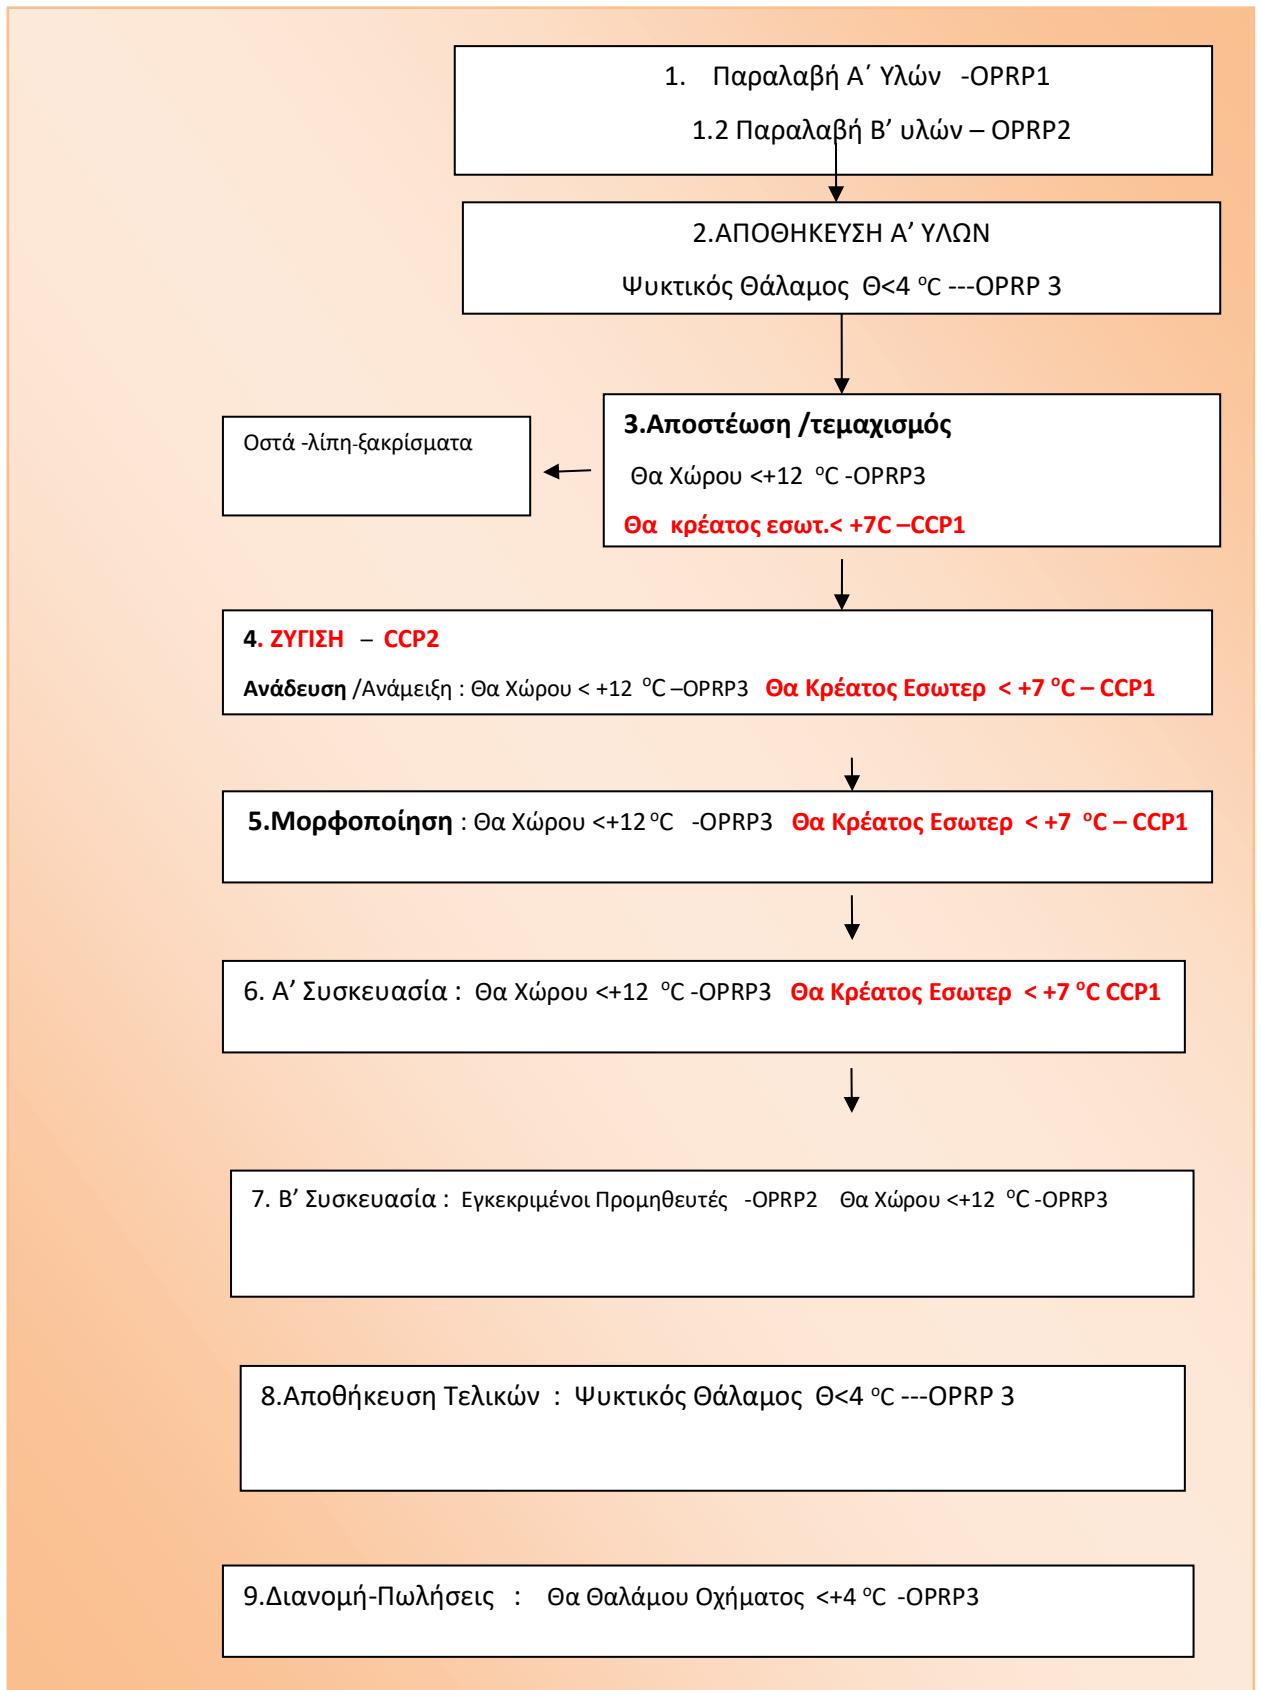 1. Παραλαβή Α΄ Υλών -OPRP1
1.2 Παραλαβή Β’ υλών – OPRP2
2.ΑΠΟΘΗΚΕΥΣΗ Α’ ΥΛΩΝ
Ψυκτικός Θάλαμος Θ<4 °C ---OPRP 3
3.Αποστέωση /τεμαχισμός
Θα Χώρου <+12 °C -OPRP3
Θα κρέατος εσωτ.< +7C –CCP1
Οστά -λίπη-ξακρίσματα
4. ΖΥΓΙΣΗ – CCP2
Ανάδευση /Ανάμειξη : Θα Χώρου < +12 °C –OPRP3 Θα Κρέατος Εσωτερ < +7 °C – CCP1
5.Μορφοποίηση : Θα Χώρου <+12 °C -OPRP3 Θα Κρέατος Εσωτερ < +7 °C – CCP1
6. Α’ Συσκευασία : Θα Χώρου <+12 °C -OPRP3 Θα Κρέατος Εσωτερ < +7 °C CCP1
7. Β’ Συσκευασία : Εγκεκριμένοι Προμηθευτές -OPRP2 Θα Χώρου <+12 °C -OPRP3
8.Αποθήκευση Τελικών : Ψυκτικός Θάλαμος Θ<4 °C ---OPRP 3
9.Διανομή-Πωλήσεις : Θα Θαλάμου Οχήματος <+4 °C -OPRP3